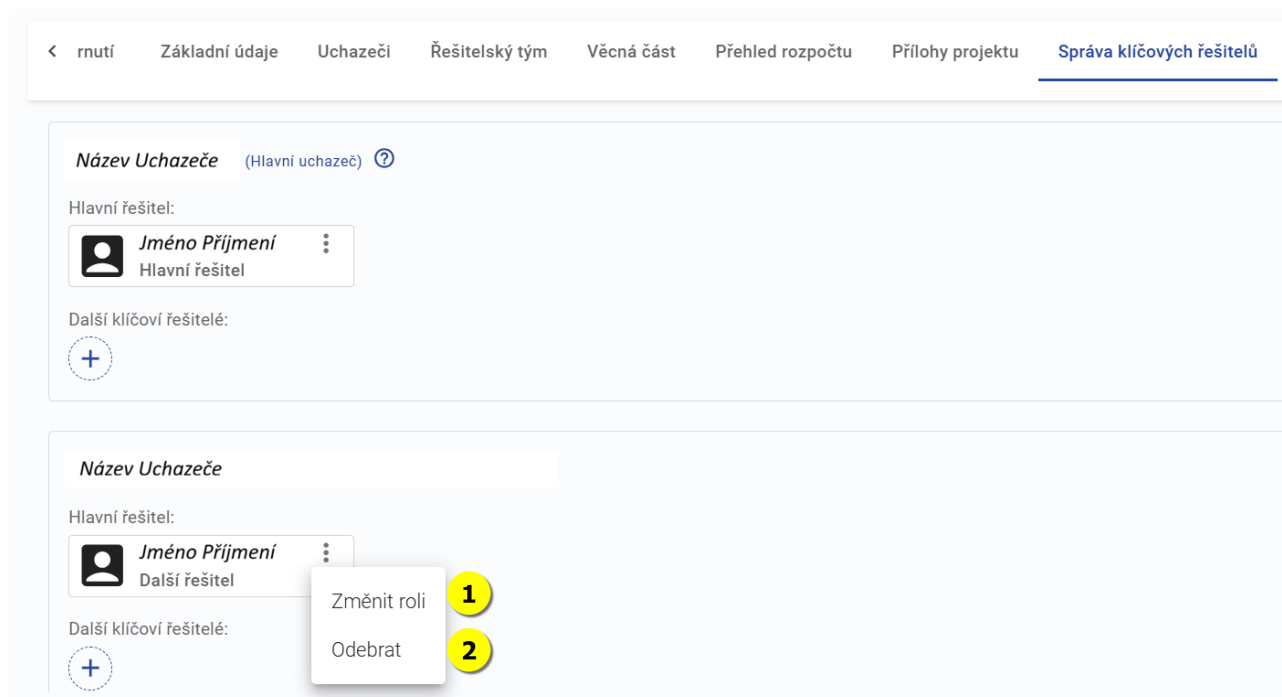 rnutí Základní údaje Uchazeči Řešitelský tým Věcná část Přehled rozpočtu Přílohy projektu Správa klíčových řešitelů
Název Uchazeče (Hlavní uchazeč) ?
Hlavní řešitel:
Jméno Příjmení
Hlavní řešitel
Další klíčoví řešitelé:
+
Název Uchazeče
Hlavní řešitel:
Jméno Příjmení
Další řešitel
Změnit roli 1
Další klíčoví řešitelé:
Odebrat 2
+